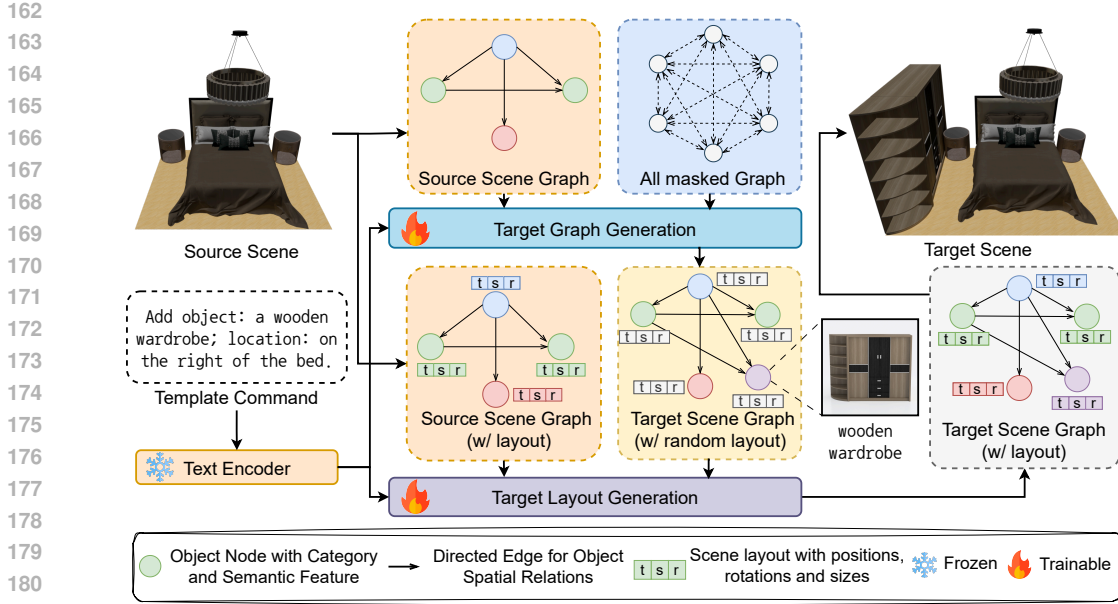 162
163
164
165
166
167
168
169
170
171
172
173
174
175
176
177
178
179
180
Source Scene
Source Scene Graph
All masked Graph
Target Scene
Target Graph Generation
Add object: a wooden
wardrobe; location: on
the right of the bed.
Template Command
Text Encoder
t s r
t s r
t s r
t s r
Source Scene Graph
(w/ layout)
t s r
t s r
t s r
t s r
t s r
Target Scene Graph
(w/ random layout)
wooden
wardrobe
t s r
t s r
t s r
t s r
t s r
Target Scene Graph
(w/ layout)
Target Layout Generation
Object Node with Category
and Semantic Feature
Directed Edge for Object
Spatial Relations
t s r
Scene layout with positions,
rotations and sizes
Frozen
Trainable